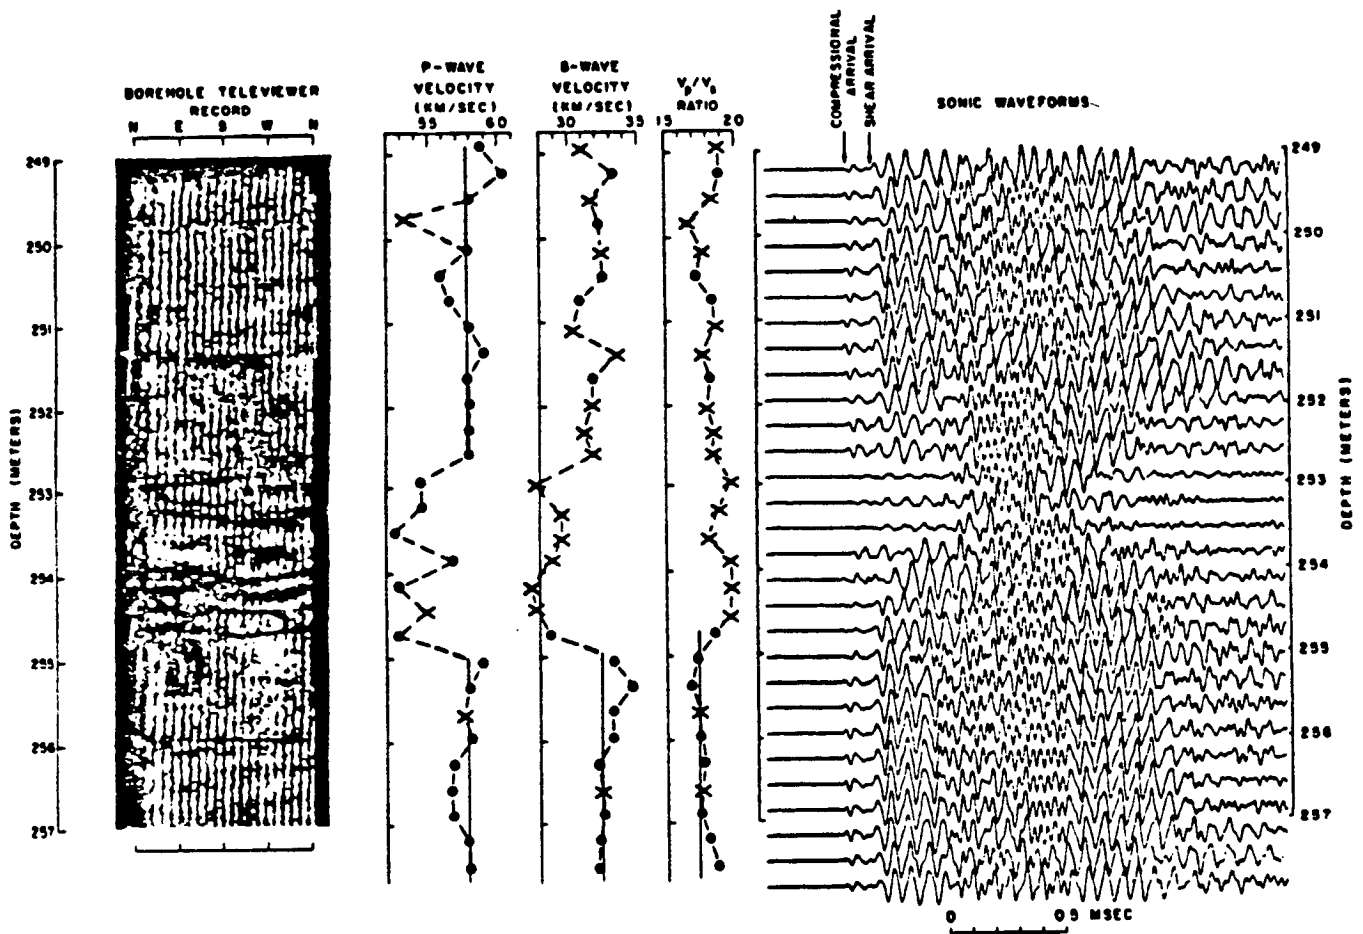 BOREHOLE TELEVIEWER
RECORD
N E S W N
P-WAVE
VELOCITY
(KM/SEC)
55 60
S-WAVE
VELOCITY
(KM/SEC)
30 35
Vp/Vs
RATIO
15 20
COMPRESSIONAL
ARRIVAL
SHEAR ARRIVAL
SONIC WAVEFORMS
DEPTH (METERS)
249
250
251
252
253
254
255
256
257
DEPTH (METERS)
249
250
251
252
253
254
255
256
257
0 0.5 MSEC